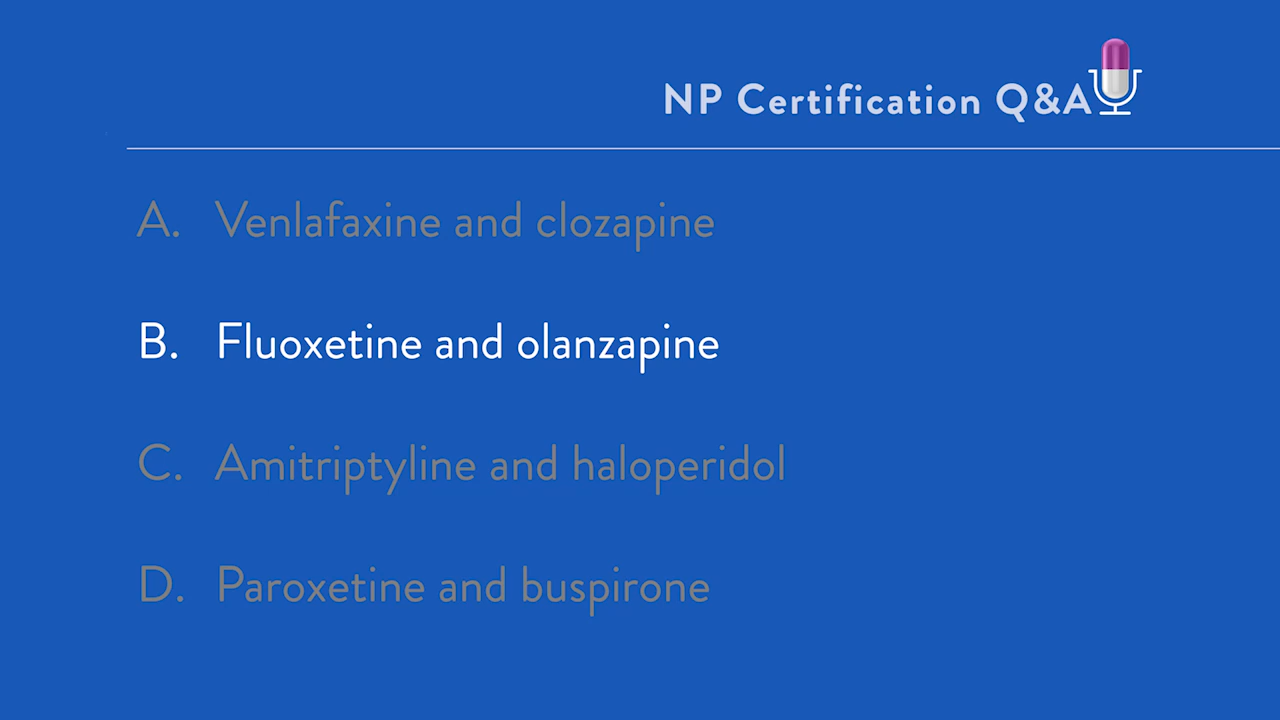 NP Certification Q&A
A. Venlafaxine and clozapine
B. Fluoxetine and olanzapine
C. Amitriptyline and haloperidol
D. Paroxetine and buspirone